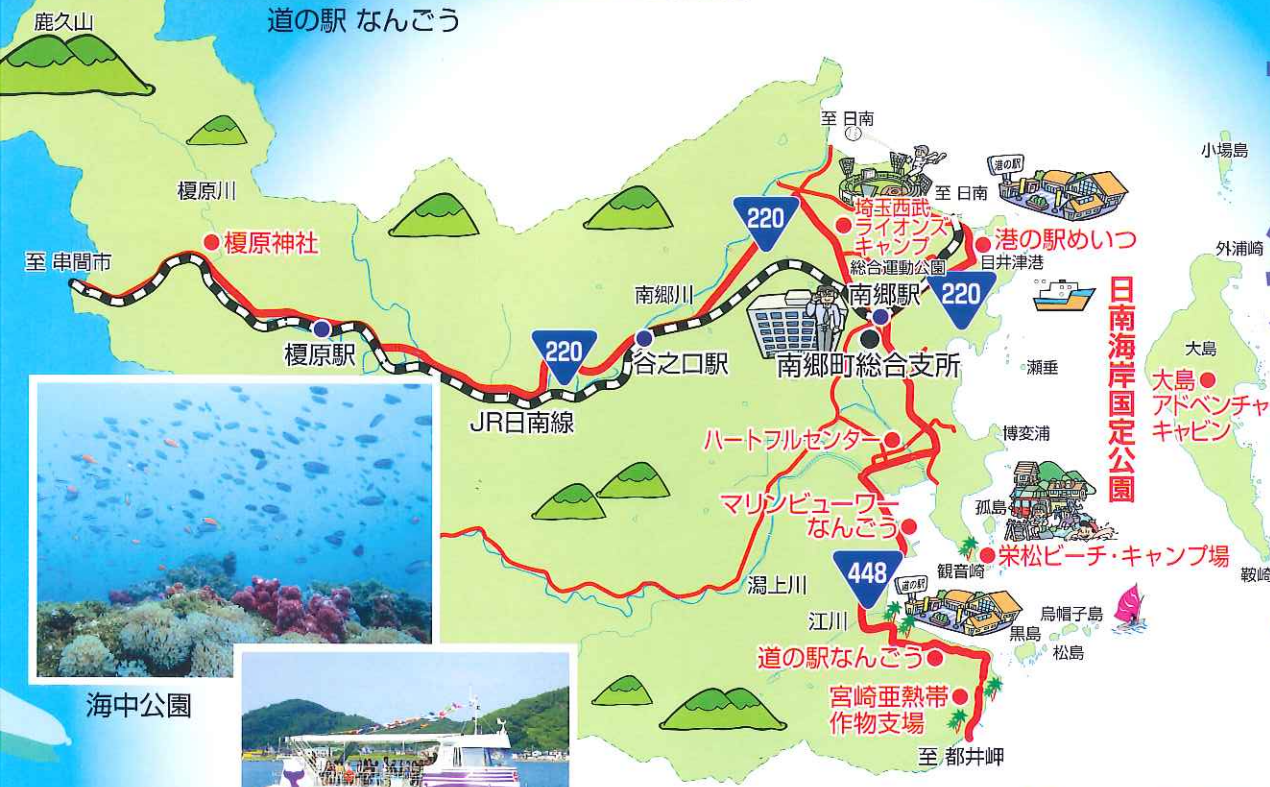 道の駅 なんごう
鹿久山
榎原川
榎原神社
至 串間市
榎原駅
至 日南
220
埼玉西武
ライオンズ
キャンプ
総合運動公園
至 日南
港の駅
港の駅めいつ
目井津港
小場島
外浦崎
南郷川
南郷駅
220
220
谷之口駅
南郷町総合支所
JR日南線
瀬垂
日南海岸国定公園
大島
大島
アドベンチャー
キャビン
ハートフルセンター
博変浦
マリンビューワー
なんごう
孤島
栄松ビーチ・キャンプ場
観音崎
鞍崎
448
潟上川
道の駅
江川
烏帽子島
黒島
松島
道の駅なんごう
宮崎亜熱帯
作物支場
至 都井岬
海中公園